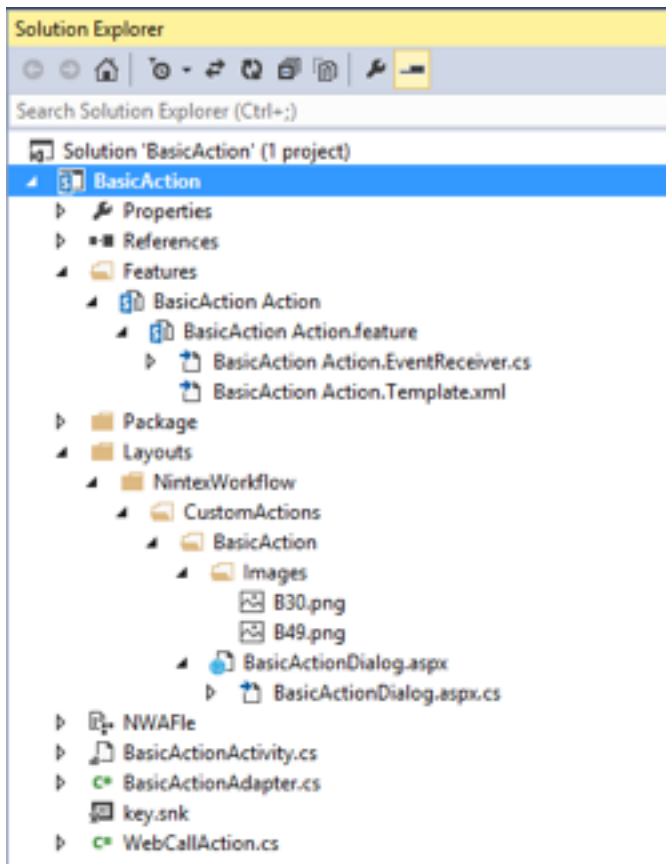 Solution Explorer
Search Solution Explorer (Ctrl+;)
Solution 'BasicAction' (1 project)
BasicAction
Properties
References
Features
BasicAction Action
BasicAction Action.feature
BasicAction Action.EventReceiver.cs
BasicAction Action.Template.xml
Package
Layouts
NintexWorkflow
CustomActions
BasicAction
Images
B30.png
B49.png
BasicActionDialog.aspx
BasicActionDialog.aspx.cs
NWAFle
BasicActionActivity.cs
C# BasicActionAdapter.cs
key.snk
C# WebCallAction.cs